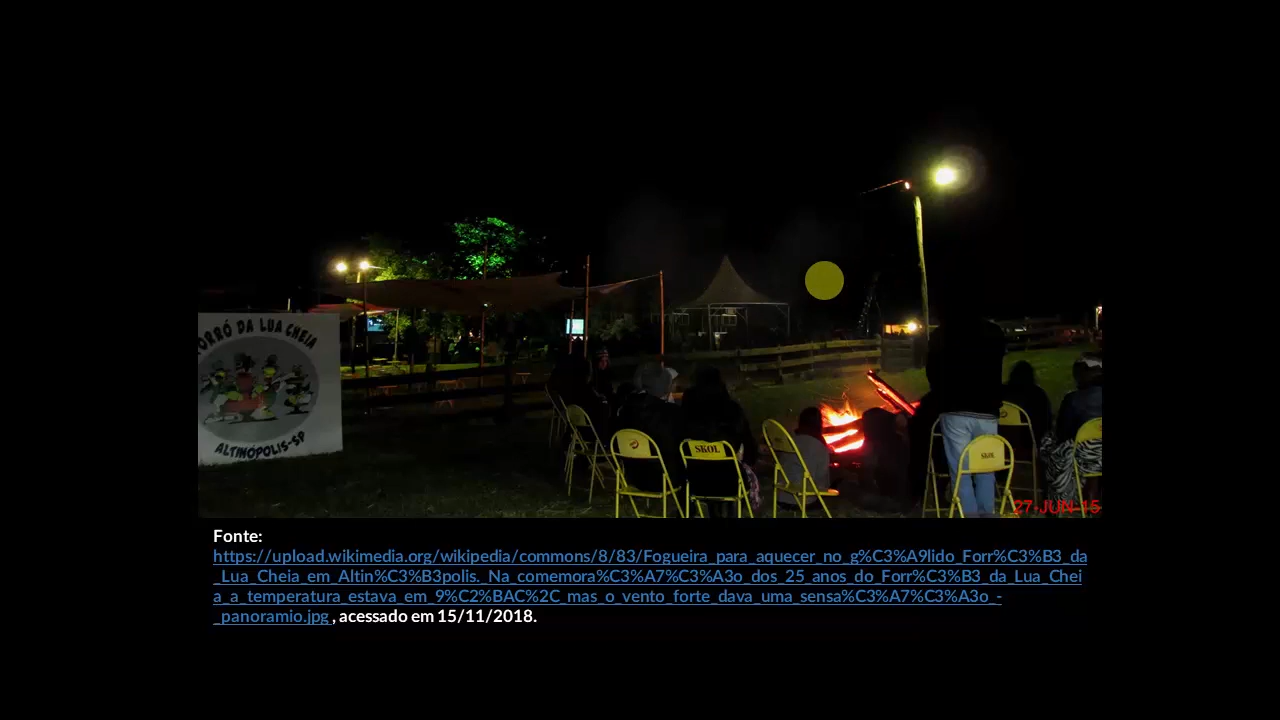 FORRÓ DA LUA CHEIA
ALTINÓPOLIS-SP
SKOL
SKOL
27-JUN-15
Fonte:
https://upload.wikimedia.org/wikipedia/commons/8/83/Fogueira_para_aquecer_no_g%C3%A9lido_Forr%C3%B3_da
_Lua_Cheia_em_Altin%C3%B3polis._Na_comemora%C3%A7%C3%A3o_dos_25_anos_do_Forr%C3%B3_da_Lua_Chei
a_a_temperatura_estava_em_9%C2%BAC%2C_mas_o_vento_forte_dava_uma_sensa%C3%A7%C3%A3o_-
_panoramio.jpg , acessado em 15/11/2018.